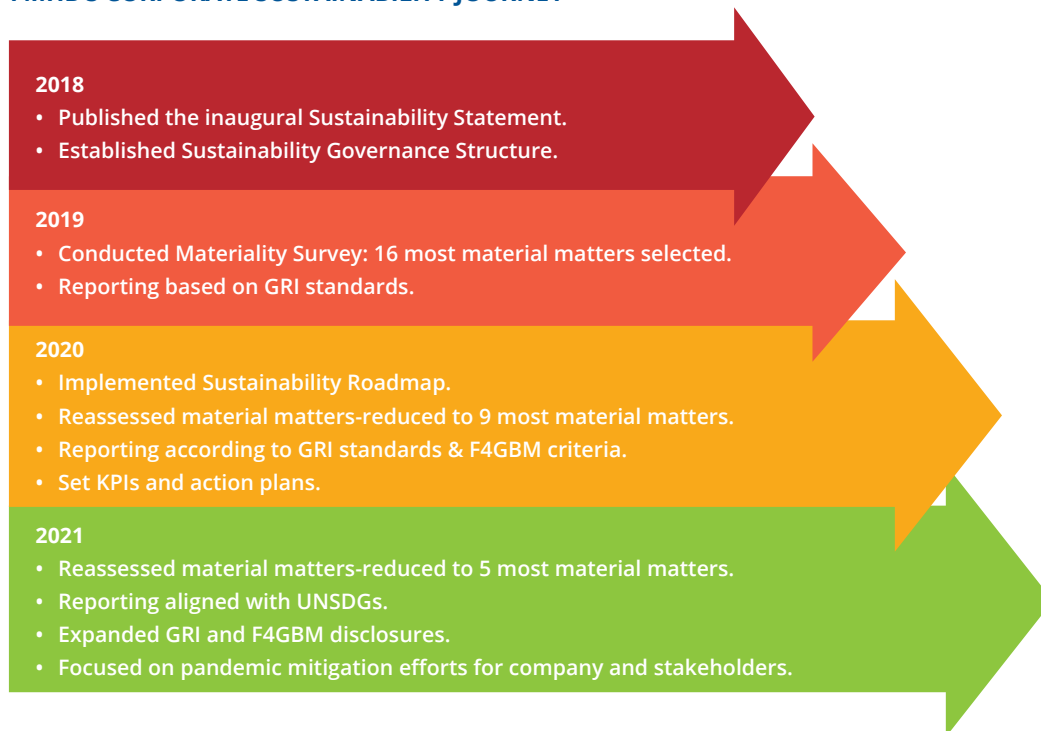 CORPORATE SUSTAINABILITY JOURNEY
2018
• Published the inaugural Sustainability Statement.
• Established Sustainability Governance Structure.
2019
• Conducted Materiality Survey: 16 most material matters selected.
• Reporting based on GRI standards.
2020
• Implemented Sustainability Roadmap.
• Reassessed material matters-reduced to 9 most material matters.
• Reporting according to GRI standards & F4GBM criteria.
• Set KPIs and action plans.
2021
• Reassessed material matters-reduced to 5 most material matters.
• Reporting aligned with UNSDGs.
• Expanded GRI and F4GBM disclosures.
• Focused on pandemic mitigation efforts for company and stakeholders.